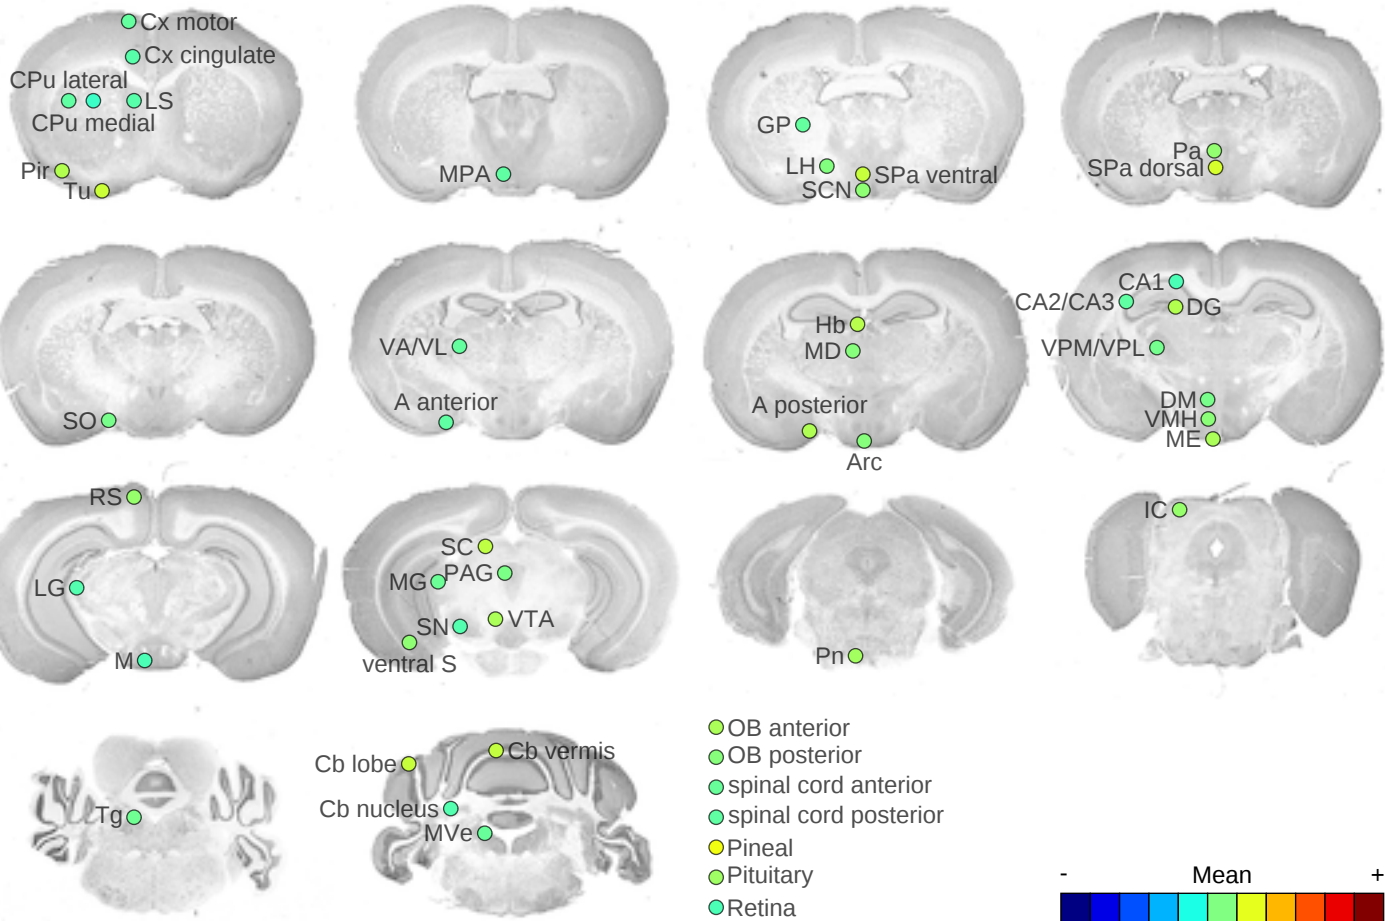 Cx motor
Cx cingulate
CPu lateral
LS
CPu medial
Pir
Tu
MPA
GP
LH
SPa ventral
SCN
Pa
SPa dorsal
SO
VA/VL
A anterior
Hb
MD
A posterior
Arc
CA1
CA2/CA3
DG
VPM/VPL
DM
VMH
ME
RS
LG
M
SC
MG
PAG
SN
VTA
ventral S
Pn
IC
Tg
Cb lobe
Cb vermis
Cb nucleus
MVe
OB anterior
OB posterior
spinal cord anterior
spinal cord posterior
Pineal
Pituitary
Retina
- Mean +